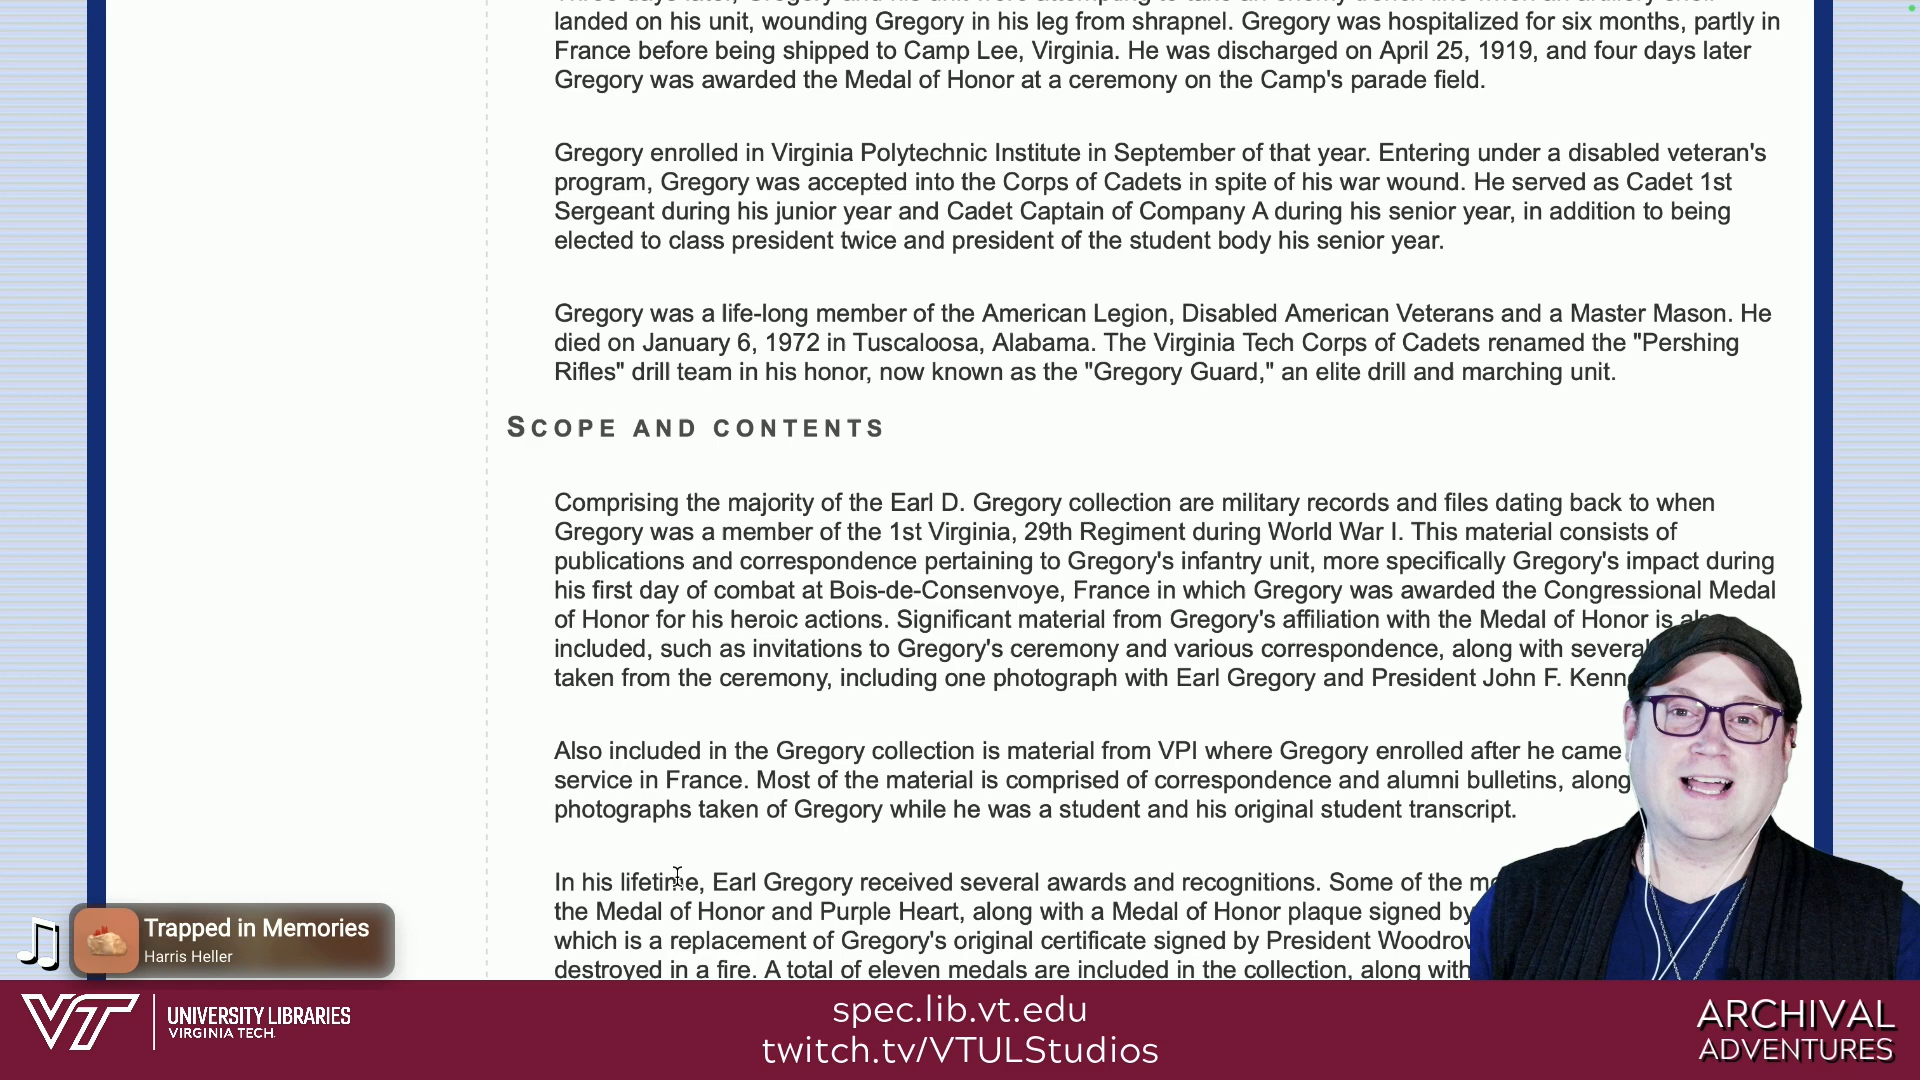 landed on his unit, wounding Gregory in his leg from shrapnel. Gregory was hospitalized for six months, partly in
France before being shipped to Camp Lee, Virginia. He was discharged on April 25, 1919, and four days later
Gregory was awarded the Medal of Honor at a ceremony on the Camp's parade field.
Gregory enrolled in Virginia Polytechnic Institute in September of that year. Entering under a disabled veteran's
program, Gregory was accepted into the Corps of Cadets in spite of his war wound. He served as Cadet 1st
Sergeant during his junior year and Cadet Captain of Company A during his senior year, in addition to being
elected to class president twice and president of the student body his senior year.
Gregory was a life-long member of the American Legion, Disabled American Veterans and a Master Mason. He
died on January 6, 1972 in Tuscaloosa, Alabama. The Virginia Tech Corps of Cadets renamed the "Pershing
Rifles" drill team in his honor, now known as the "Gregory Guard," an elite drill and marching unit.
SCOPE AND CONTENTS
Comprising the majority of the Earl D. Gregory collection are military records and files dating back to when
Gregory was a member of the 1st Virginia, 29th Regiment during World War I. This material consists of
publications and correspondence pertaining to Gregory's infantry unit, more specifically Gregory's impact during
his first day of combat at Bois-de-Consenvoye, France in which Gregory was awarded the Congressional Medal
of Honor for his heroic actions. Significant material from Gregory's affiliation with the Medal of Honor is
included, such as invitations to Gregory's ceremony and various correspondence, along with several
taken from the ceremony, including one photograph with Earl Gregory and President John F.
Also included in the Gregory collection is material from VPI where Gregory enrolled after he came
service in France. Most of the material is comprised of correspondence and alumni bulletins, along
photographs taken of Gregory while he was a student and his original student transcript.
In his lifetime, Earl Gregory received several awards and recognitions. Some of the
the Medal of Honor and Purple Heart, along with a Medal of Honor plaque signed by
which is a replacement of Gregory's original certificate signed by President
destroyed in a fire. A total of eleven medals are included in the collection, along with
Trapped in Memories
Harris Heller
VT UNIVERSITY LIBRARIES
VIRGINIA TECH
spec.lib.vt.edu
twitch.tv/VTULStudios
ARCHIVAL
ADVENTURES